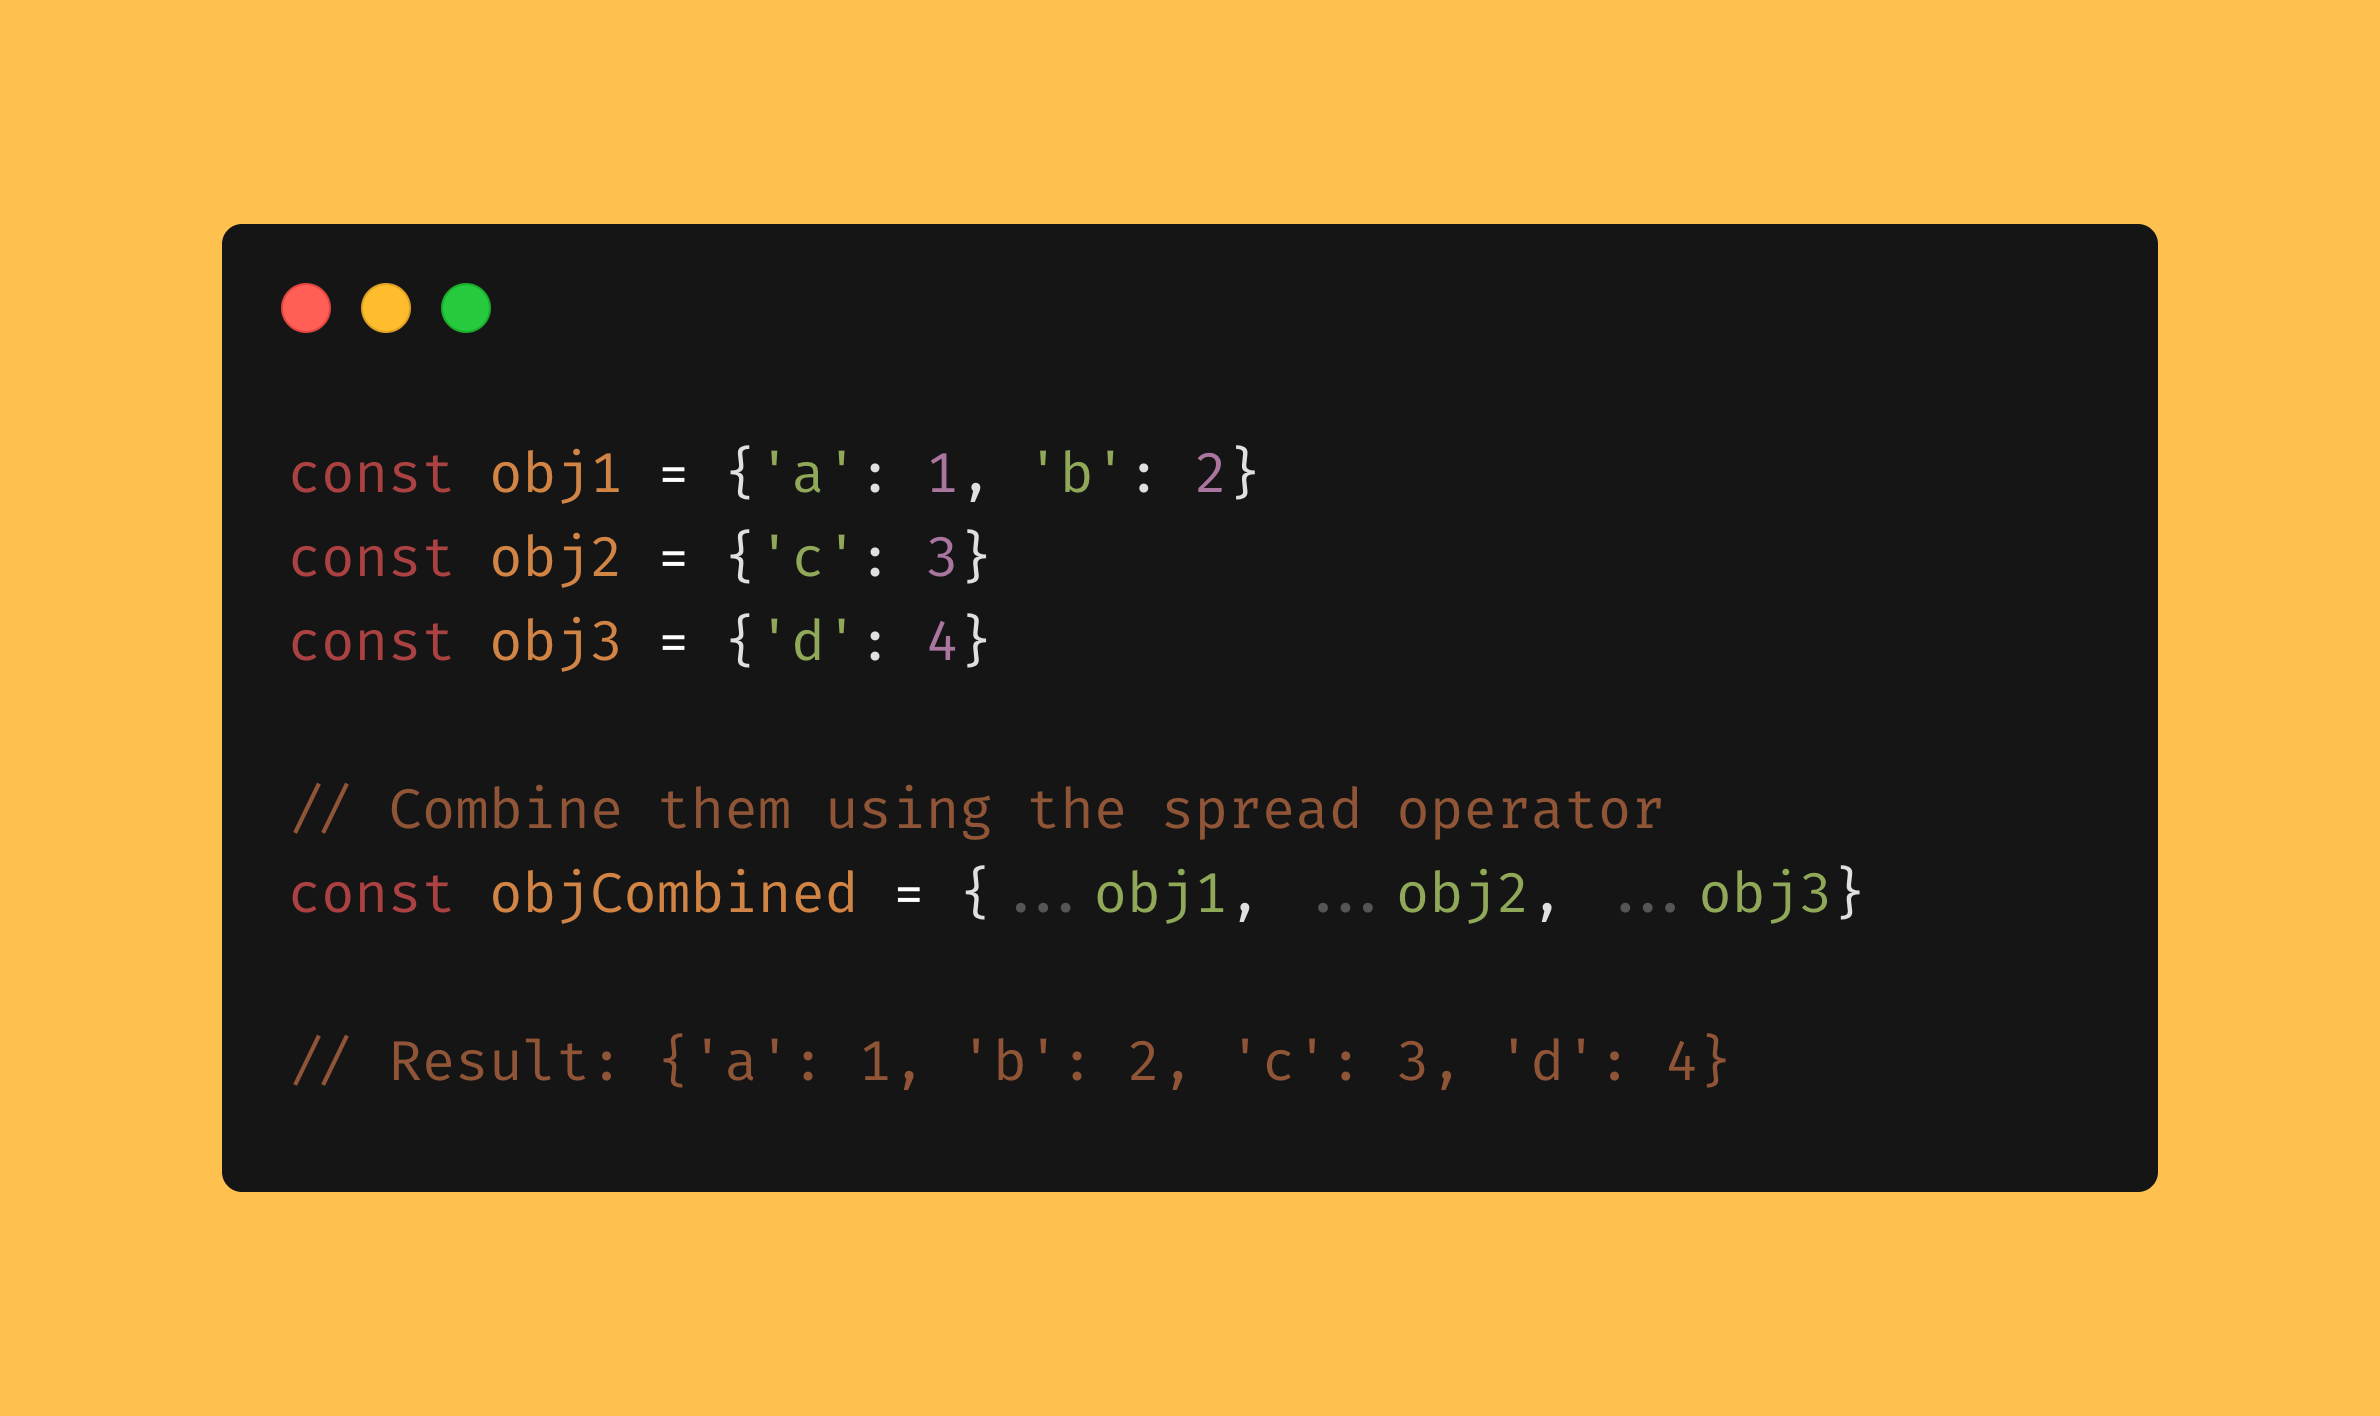 const obj1 = {'a': 1, 'b': 2}
const obj2 = {'c': 3}
const obj3 = {'d': 4}
// Combine them using the spread operator
const objCombined = {...obj1, ...obj2, ...obj3}
// Result: {'a': 1, 'b': 2, 'c': 3, 'd': 4}